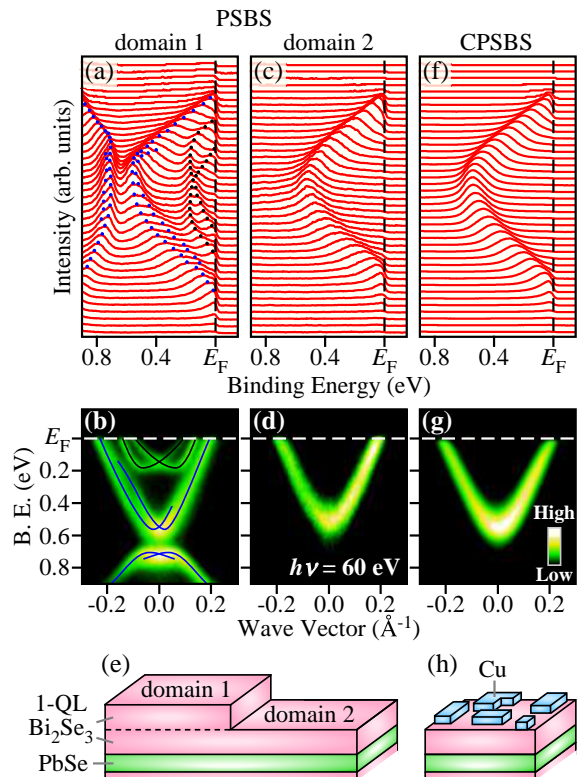 PSBS
domain 1
domain 2
CPSBS
(a)
(c)
(f)
Intensity (arb. units)
0.8
0.4
E_F
0.8
0.4
E_F
0.8
0.4
E_F
Binding Energy (eV)
(b)
(d)
(g)
E_F
0.2
0.4
0.6
0.8
B. E. (eV)
hν = 60 eV
High
Low
-0.2
0.0
0.2
-0.2
0.0
0.2
-0.2
0.0
0.2
Wave Vector (Å⁻¹)
(e)
(h)
Cu
domain 1
domain 2
1-QL
Bi₂Se₃
PbSe